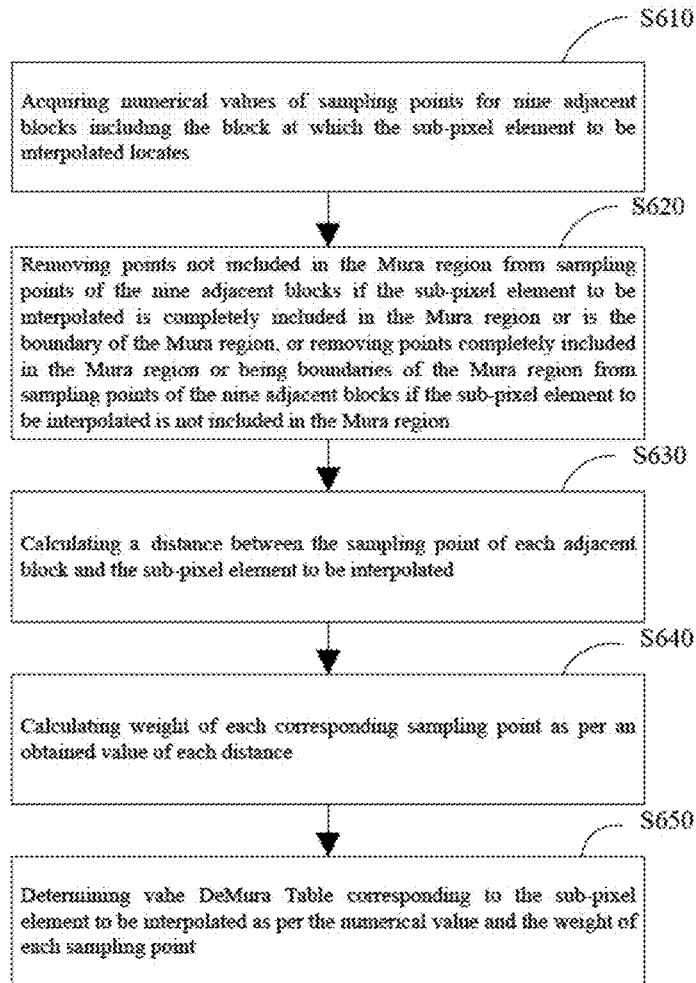 S610
Acquiring numerical values of sampling points for nine adjacent
blocks including the block at which the sub-pixel element to be
interpolated locates
S620
Removing points not included in the Mura region from sampling
points of the nine adjacent blocks if the sub-pixel element to be
interpolated is completely included in the Mura region or is the
boundary of the Mura region, or removing points completely included
in the Mura region or being boundaries of the Mura region from
sampling points of the nine adjacent blocks if the sub-pixel element to
be interpolated is not included in the Mura region
S630
Calculating a distance between the sampling point of each adjacent
block and the sub-pixel element to be interpolated
S640
Calculating weight of each corresponding sampling point as per an
obtained value of each distance
S650
Determining vahe DeMura Table corresponding to the sub-pixel
element to be interpolated as per the numerical value and the weight of
each sampling point